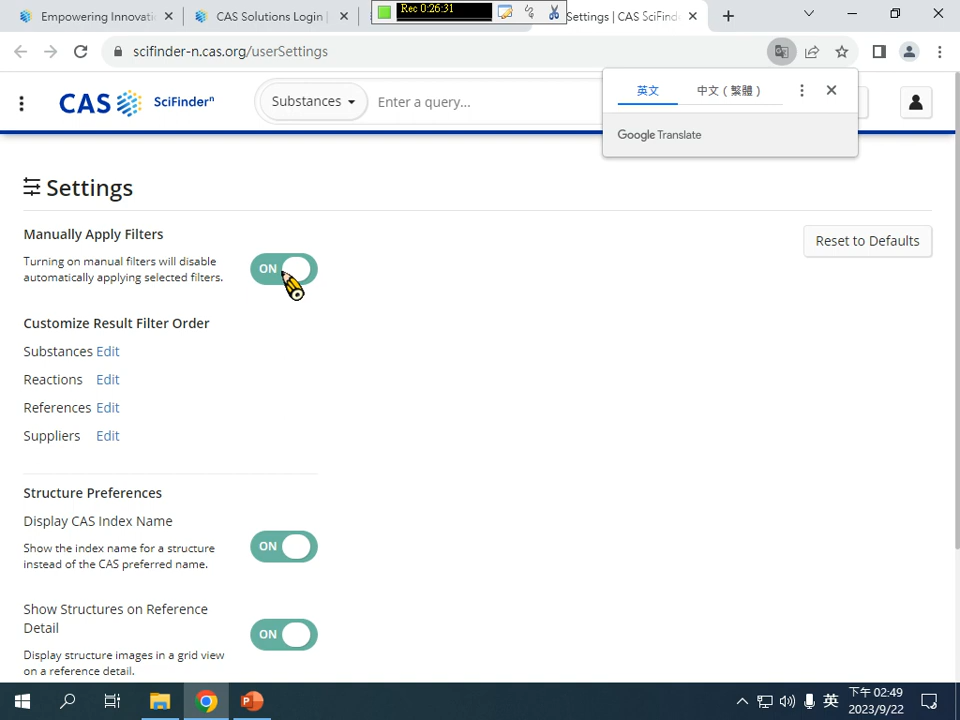 Empowering Innovati
CAS Solutions Login |
Rec 0:26:31
Settings | CAS SciFind
scifinder-n.cas.org/userSettings
CAS SciFinderⁿ
Substances
Enter a query...
英文
中文（繁體）
Google Translate
Settings
Manually Apply Filters
Reset to Defaults
Turning on manual filters will disable
automatically applying selected filters.
ON
Customize Result Filter Order
Substances Edit
Reactions Edit
References Edit
Suppliers Edit
Structure Preferences
Display CAS Index Name
Show the index name for a structure
instead of the CAS preferred name.
ON
Show Structures on Reference
Detail
Display structure images in a grid view
on a reference detail.
ON
英
下午 02:49
2023/9/22